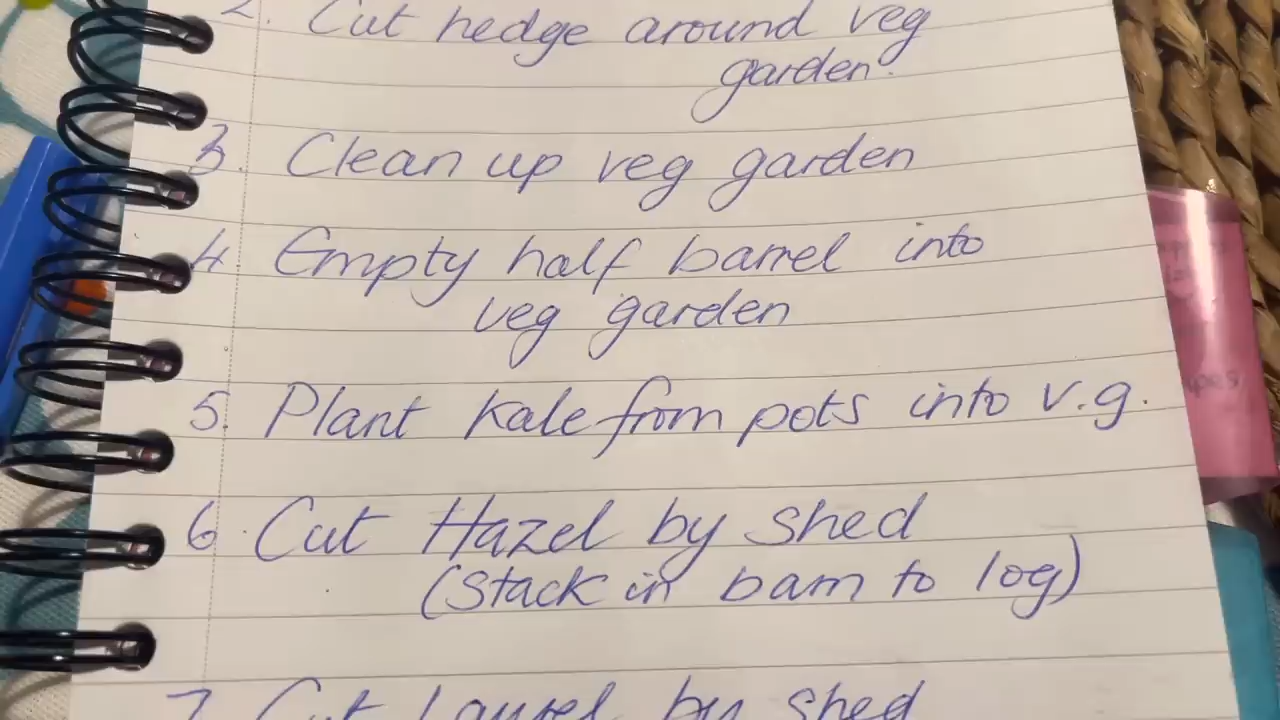 2. Cut hedge around veg
garden.
3. Clean up veg garden
4. Empty half barrel into
veg garden
5. Plant Kale from pots into v.g.
6. Cut Hazel by shed
(Stack in barn to log)
7. Cut Laurel by shed